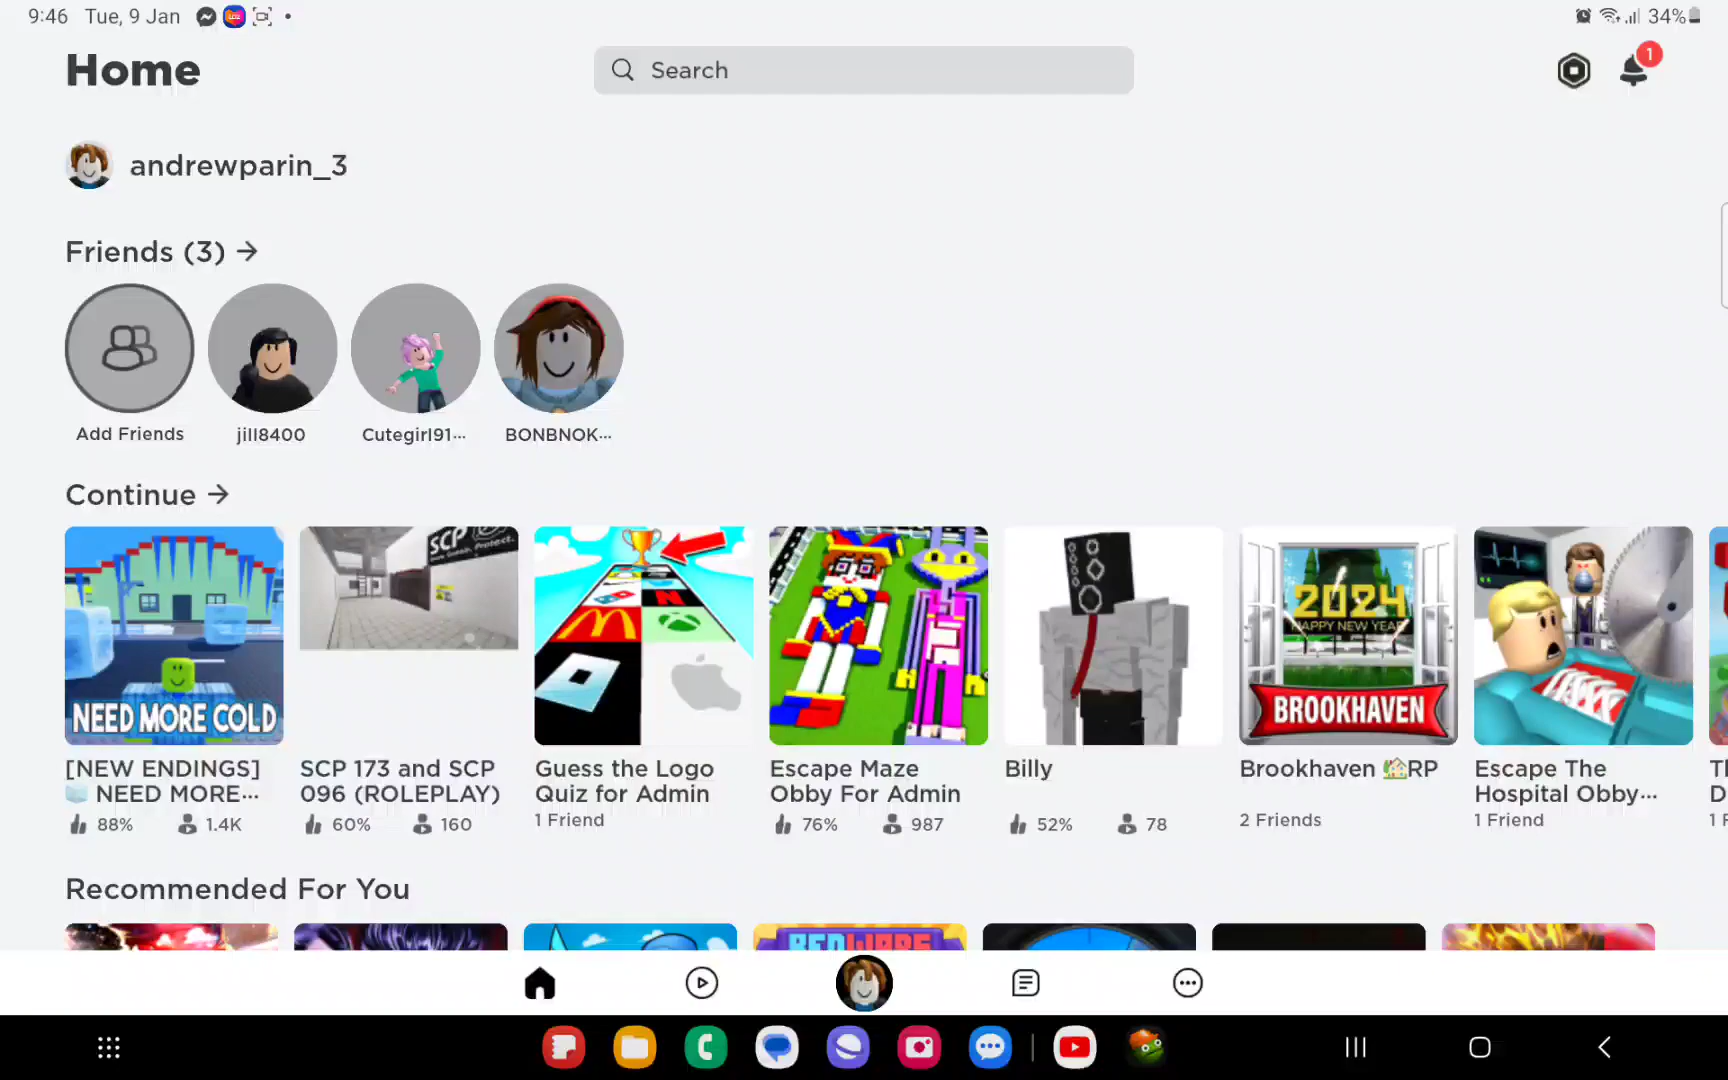 9:46 Tue, 9 Jan
34%
Home
Search
1
andrewparin_3
Friends (3) →
Add Friends
jill8400
Cutegirl91...
BONBNOK...
Continue →
NEED MORE COLD
SCP
2024
HAPPY NEW YEAR
BROOKHAVEN
[NEW ENDINGS]
🧊 NEED MORE...
88% 1.4K
SCP 173 and SCP
096 (ROLEPLAY)
60% 160
Guess the Logo
Quiz for Admin
1 Friend
Escape Maze
Obby For Admin
76% 987
Billy
52% 78
Brookhaven 🏡RP
2 Friends
Escape The
Hospital Obby...
1 Friend
Recommended For You